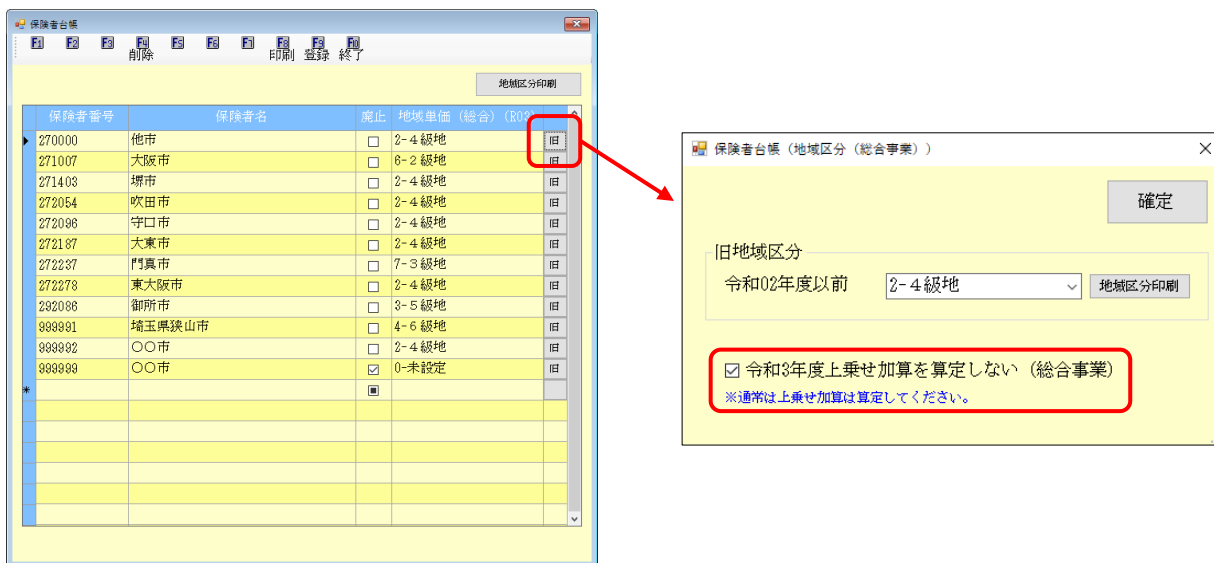 保険者台帳
F1 F2 F3 F4 F5 F6 F7 F8 F9 F10
削除 印刷 登録 終了
地域区分印刷
保険者番号 保険者名 廃止 地域単価（総合）(R03)
270000 他市 2-4級地 旧
271007 大阪市 6-2級地 旧
271403 堺市 2-4級地 旧
272054 吹田市 2-4級地 旧
272096 守口市 2-4級地 旧
272187 大東市 2-4級地 旧
272237 門真市 7-3級地 旧
272278 東大阪市 2-4級地 旧
292086 御所市 3-5級地 旧
999991 埼玉県狭山市 4-6級地 旧
999992 〇〇市 2-4級地 旧
999999 〇〇市 0-未設定 旧
保険者台帳（地域区分（総合事業））
確定
旧地域区分
令和02年度以前 2-4級地 地域区分印刷
令和3年度上乗せ加算を算定しない（総合事業）
※通常は上乗せ加算は算定してください。